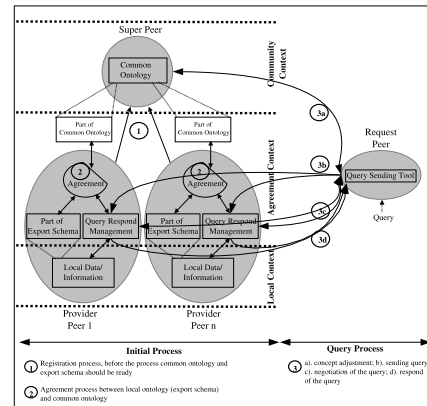 Super Peer
Common
Ontology
Community
Context
3a
Part of
Common Ontology
1
Part of
Common Ontology
Request
Peer
Agreement Context
3b
2
Agreement
2
Agreement
Query Sending Tool
3c
Query
Part of
Export Schema
Query Respond
Management
Part of
Export Schema
Query Respond
Management
3d
Local Context
Local Data/
Information
Local Data/
Information
Provider
Peer 1
Provider
Peer n
Initial Process
Query Process
1 Registration process, before the process common ontology and
export schema should be ready
2 Agreement process between local ontology (export schema)
and common ontology
3 a). concept adjustment; b). sending query
c). negotiation of the query; d). respond
of the query